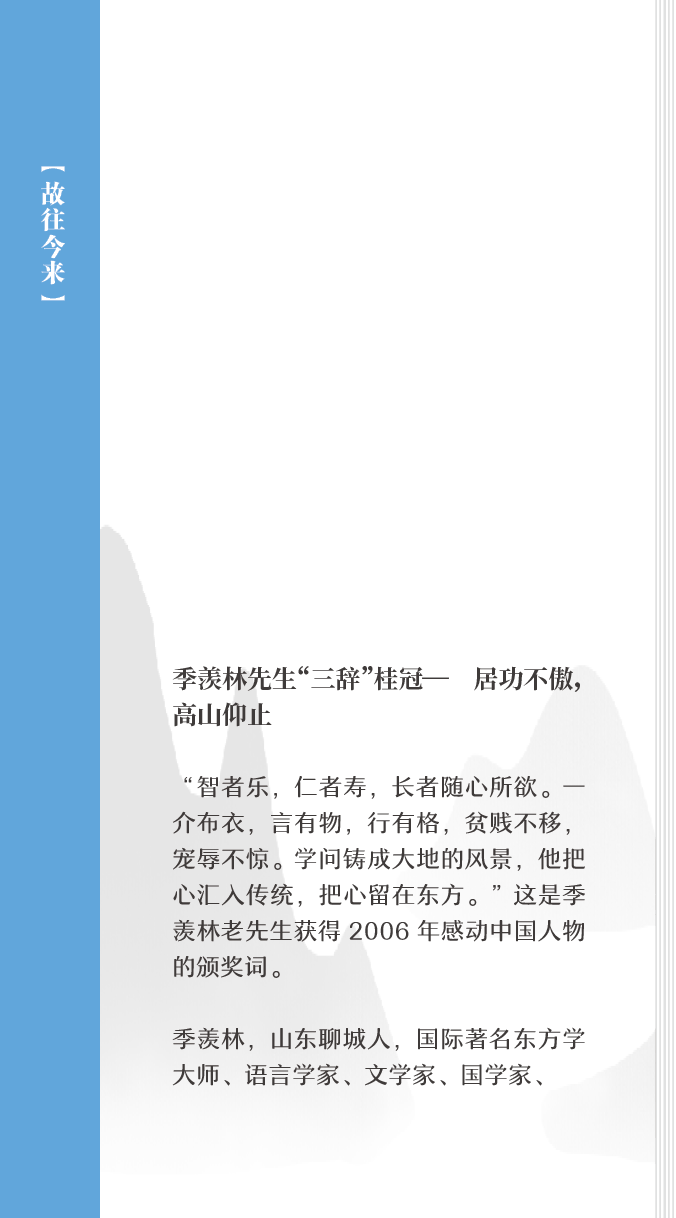 【故往今来】
季羡林先生“三辞”桂冠—　居功不傲，
高山仰止
“智者乐，仁者寿，长者随心所欲。一
介布衣，言有物，行有格，贫贱不移，
宠辱不惊。学问铸成大地的风景，他把
心汇入传统，把心留在东方。”这是季
羡林老先生获得 2006 年感动中国人物
的颁奖词。
季羡林，山东聊城人，国际著名东方学
大师、语言学家、文学家、国学家、